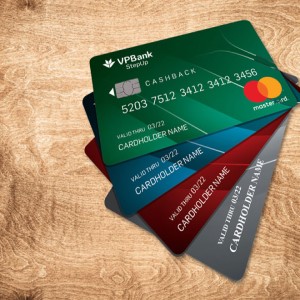 VPBank
StepUp
CASHBACK
5203 7512 3412 3412 3456
VALID THRU 03/22
CARDHOLDER NAME
VALID THRU 03/22
CARDHOLDER NAME
VALID THRU 03/22
CARDHOLDER NAME
VALID THRU 03/22
CARDHOLDER NAME